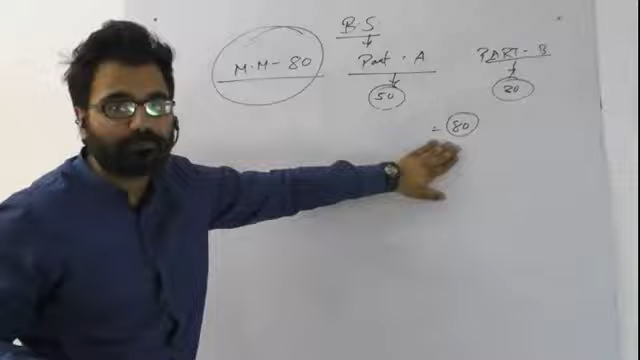 B.S
M.M - 80
Part . A
PART - B
50
30
= 80